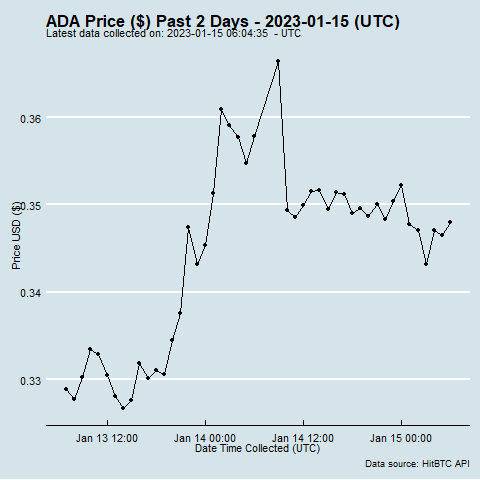 ADA Price ($) Past 2 Days - 2023-01-15 (UTC)
Latest data collected on: 2023-01-15 06:04:35  - UTC
Price USD ($)
0.36
0.35
0.34
0.33
Jan 13 12:00
Jan 14 00:00
Jan 14 12:00
Jan 15 00:00
Date Time Collected (UTC)
Data source: HitBTC API